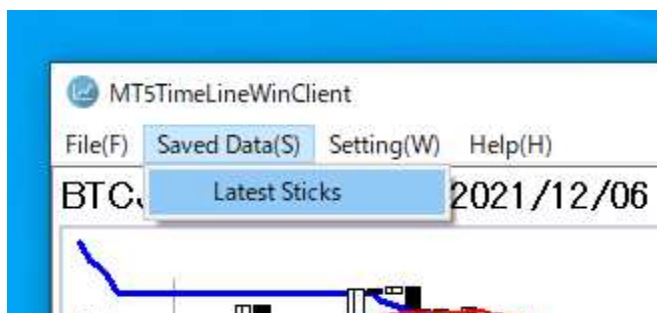 MT5TimeLineWinClient
File(F) Saved Data(S) Setting(W) Help(H)
Latest Sticks
2021/12/06